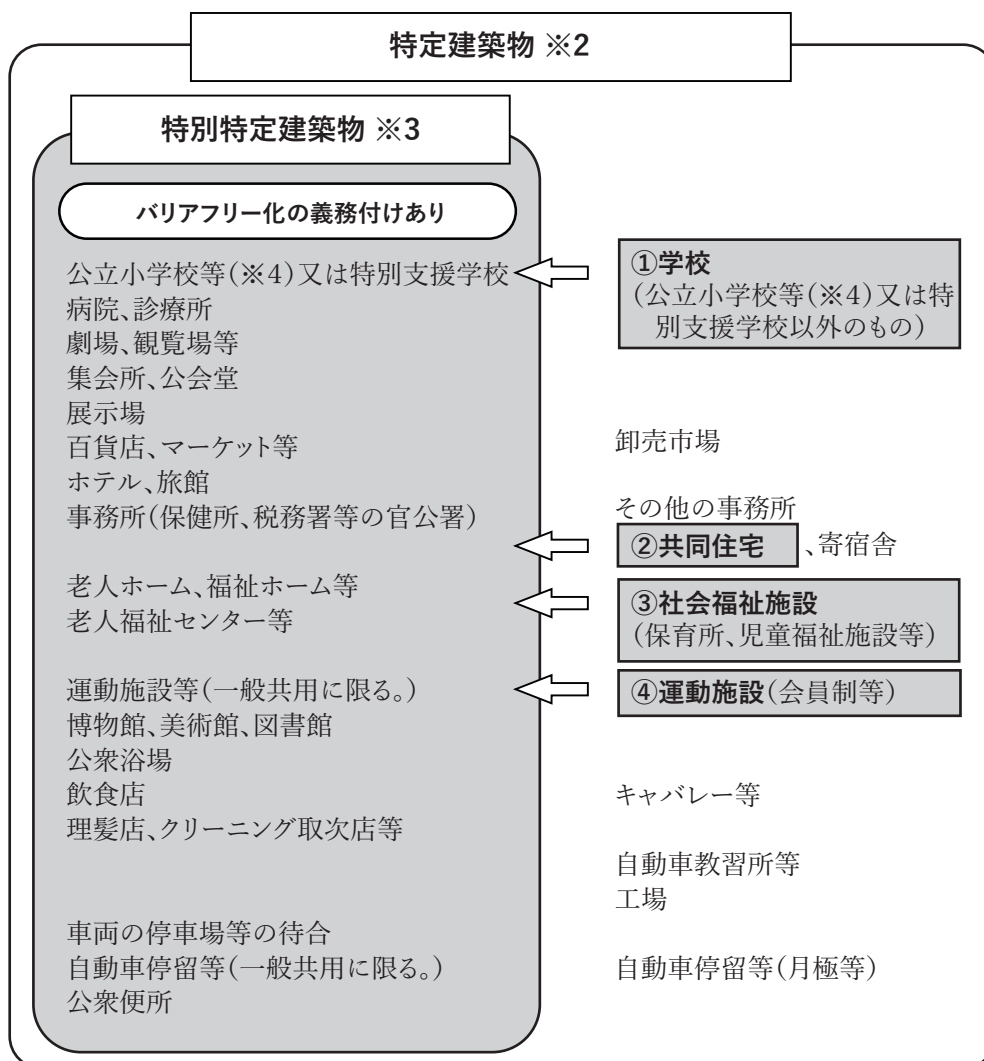 特定建築物 ※2
特別特定建築物 ※3
バリアフリー化の義務付けあり
公立小学校等(※4)又は特別支援学校
病院、診療所
劇場、観覧場等
集会所、公会堂
展示場
百貨店、マーケット等
ホテル、旅館
事務所(保健所、税務署等の官公署)
老人ホーム、福祉ホーム等
老人福祉センター等
運動施設等(一般共用に限る。)
博物館、美術館、図書館
公衆浴場
飲食店
理髪店、クリーニング取次店等
車両の停車場等の待合
自動車停留等(一般共用に限る。)
公衆便所
①学校
(公立小学校等(※4)又は特
別支援学校以外のもの)
卸売市場
その他の事務所
②共同住宅、寄宿舎
③社会福祉施設
(保育所、児童福祉施設等)
④運動施設(会員制等)
キャバレー等
自動車教習所等
工場
自動車停留等(月極等)